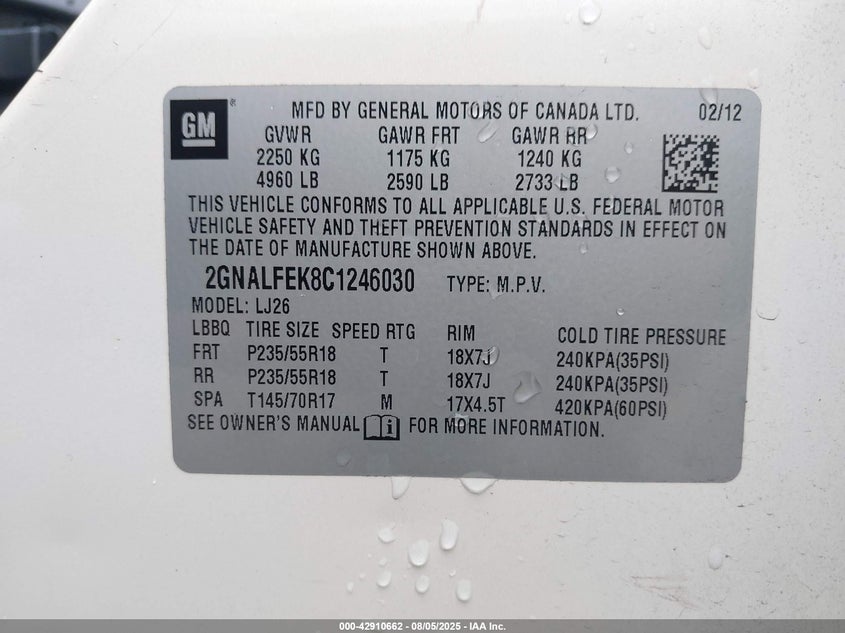 GM®
MFD BY GENERAL MOTORS OF CANADA LTD. 02/12
GVWR GAWR FRT GAWR RR
2250 KG 1175 KG 1240 KG
4960 LB 2590 LB 2733 LB
THIS VEHICLE CONFORMS TO ALL APPLICABLE U.S. FEDERAL MOTOR
VEHICLE SAFETY AND THEFT PREVENTION STANDARDS IN EFFECT ON
THE DATE OF MANUFACTURE SHOWN ABOVE.
2GNALFEK8C1246030 TYPE: M.P.V.
MODEL: LJ26
LBBQ TIRE SIZE SPEED RTG RIM COLD TIRE PRESSURE
FRT P235/55R18 T 18X7J 240KPA(35PSI)
RR P235/55R18 T 18X7J 240KPA(35PSI)
SPA T145/70R17 M 17X4.5T 420KPA(60PSI)
SEE OWNER'S MANUAL FOR MORE INFORMATION.
000-42910662 - 08/05/2025 - IAA Inc.